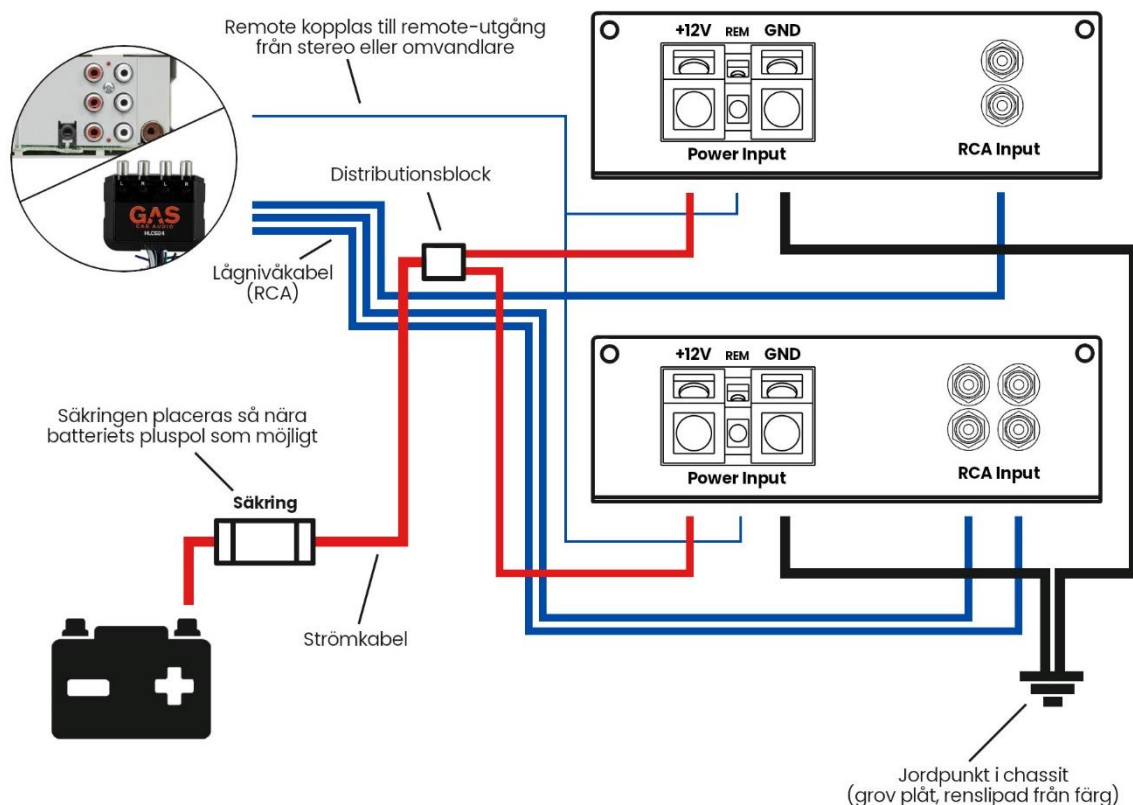 Remote kopplas till remote-utgång
från stereo eller omvandlare
+12V REM GND
Power Input
RCA Input
L R L R
GAS
CAR AUDIO
Distributionsblock
Lågnivåkabel
(RCA)
+12V REM GND
Power Input
RCA Input
Säkringen placeras så nära
batteriets pluspol som möjligt
Säkring
Strömkabel
Jordpunkt i chassit
(grov plåt, renslipad från färg)